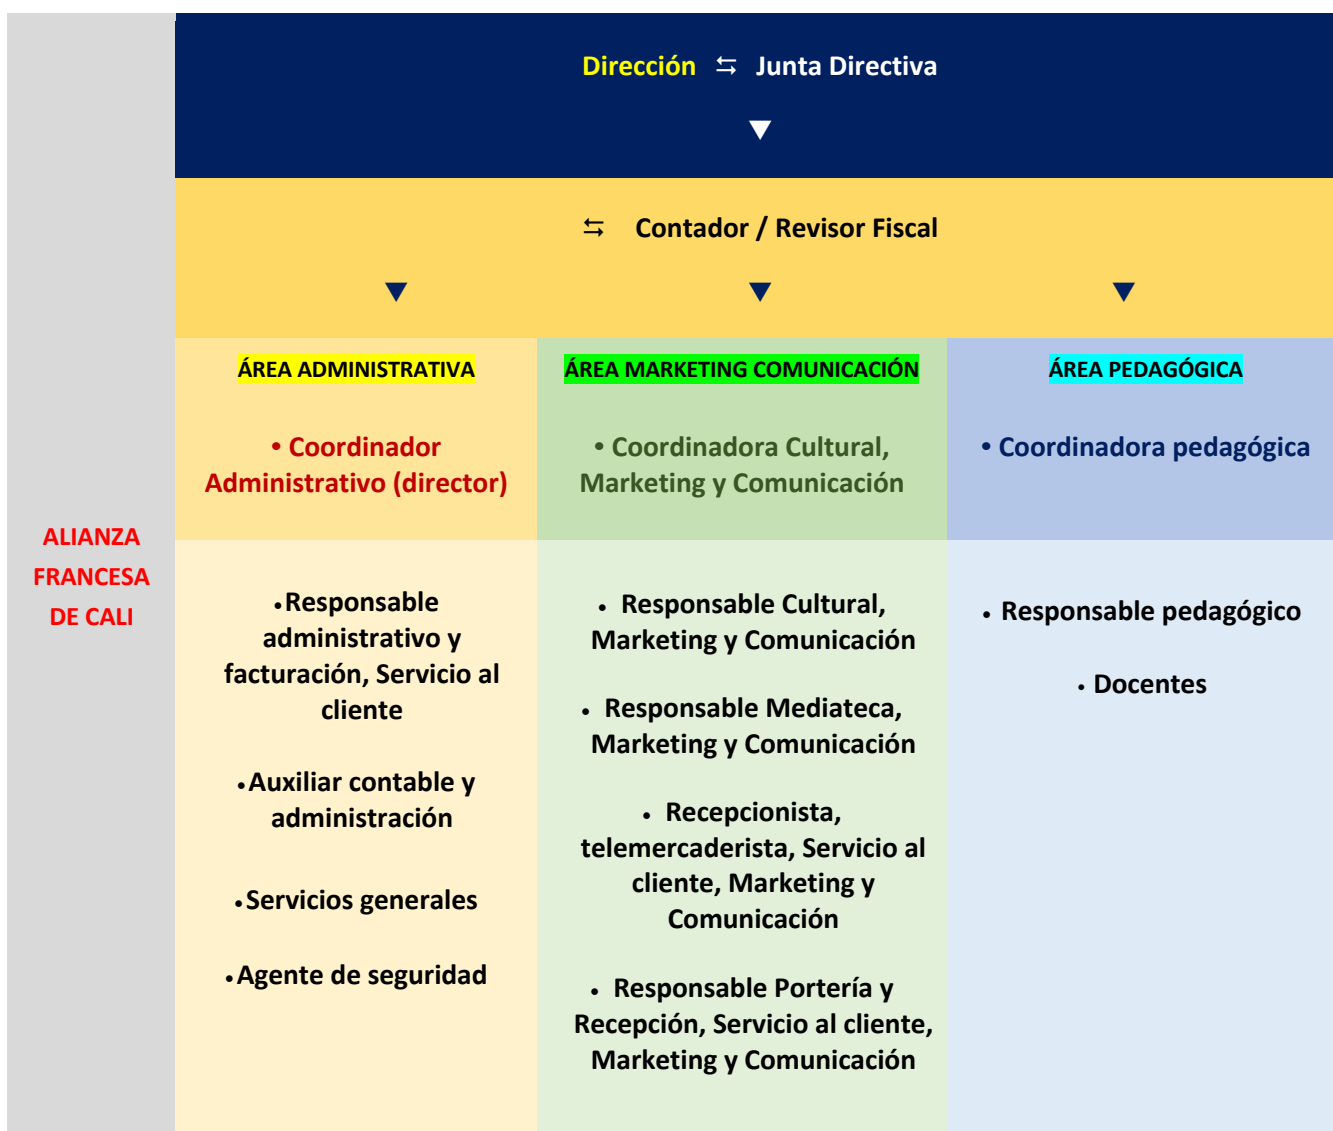 Dirección ⇆ Junta Directiva
▼
⇆ Contador / Revisor Fiscal
▼ ▼ ▼
ALIANZA
FRANCESA
DE CALI
ÁREA ADMINISTRATIVA
• Coordinador
Administrativo (director)
•Responsable
administrativo y
facturación, Servicio al
cliente
•Auxiliar contable y
administración
•Servicios generales
•Agente de seguridad
ÁREA MARKETING COMUNICACIÓN
• Coordinadora Cultural,
Marketing y Comunicación
• Responsable Cultural,
Marketing y Comunicación
• Responsable Mediateca,
Marketing y Comunicación
• Recepcionista,
telemercaderista, Servicio al
cliente, Marketing y
Comunicación
• Responsable Portería y
Recepción, Servicio al cliente,
Marketing y Comunicación
ÁREA PEDAGÓGICA
• Coordinadora pedagógica
• Responsable pedagógico
• Docentes